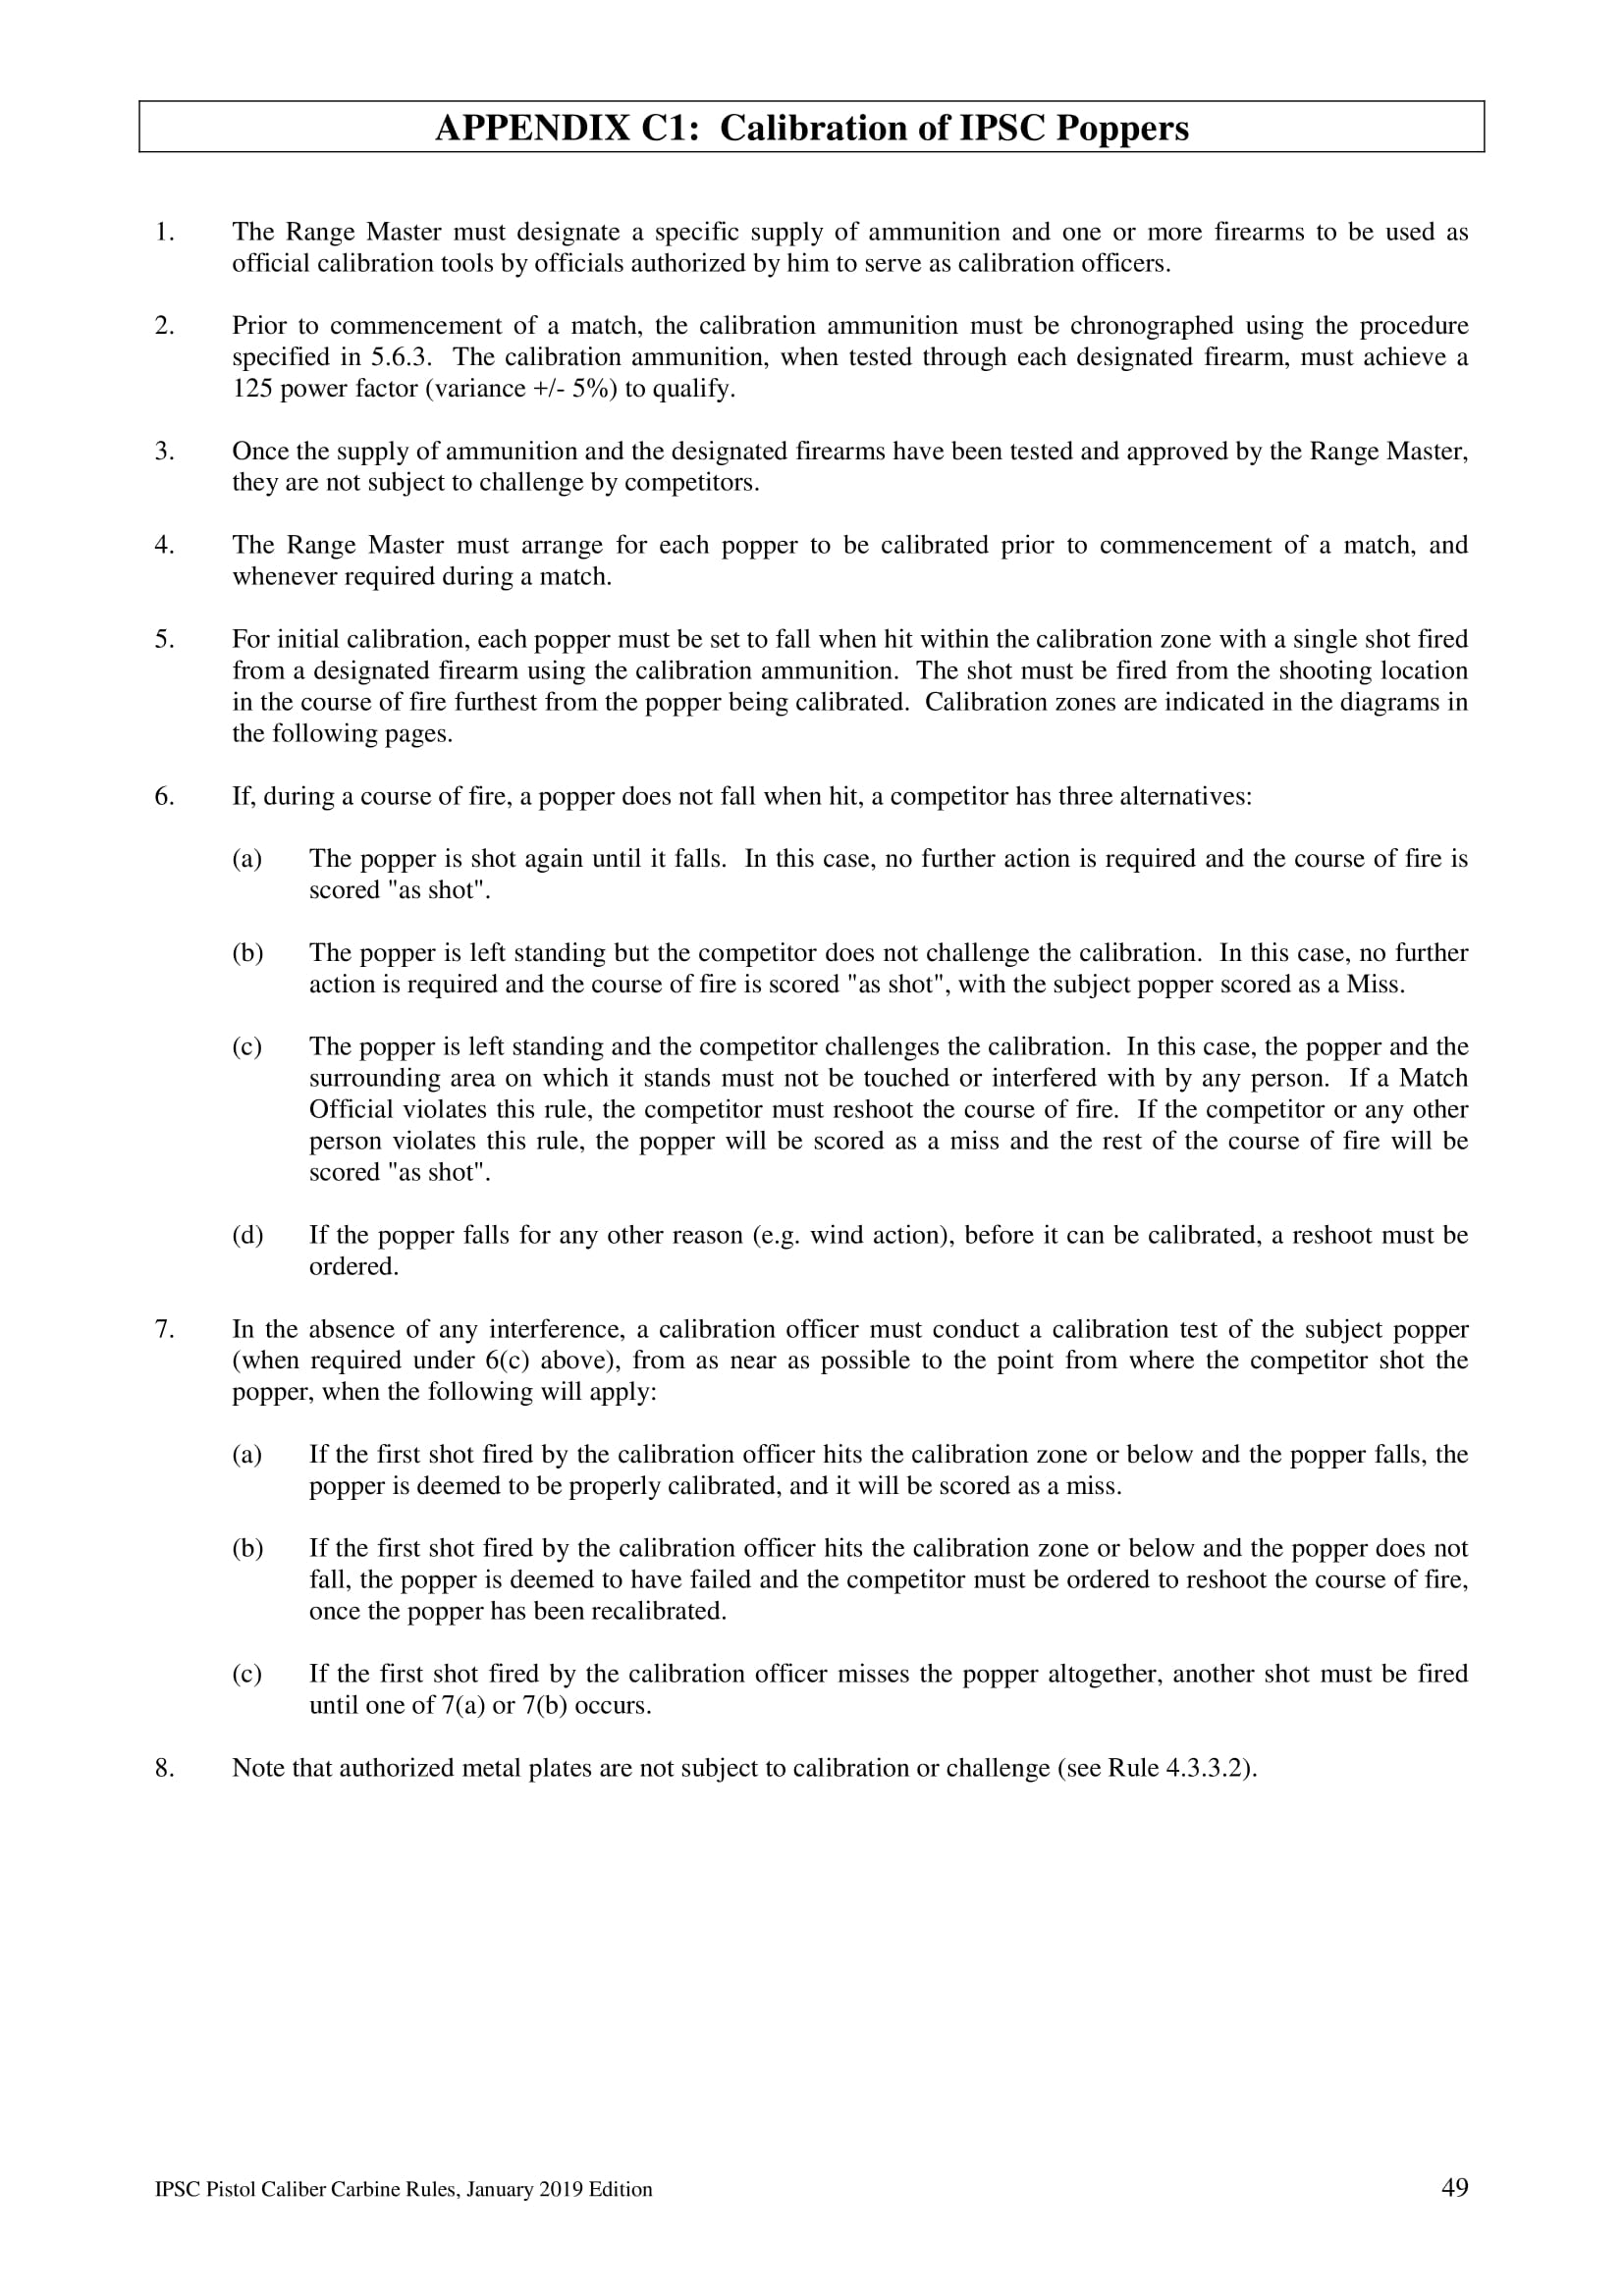 APPENDIX C1: Calibration of IPSC Poppers
1. The Range Master must designate a specific supply of ammunition and one or more firearms to be used as
official calibration tools by officials authorized by him to serve as calibration officers.
2. Prior to commencement of a match, the calibration ammunition must be chronographed using the procedure
specified in 5.6.3. The calibration ammunition, when tested through each designated firearm, must achieve a
125 power factor (variance +/- 5%) to qualify.
3. Once the supply of ammunition and the designated firearms have been tested and approved by the Range Master,
they are not subject to challenge by competitors.
4. The Range Master must arrange for each popper to be calibrated prior to commencement of a match, and
whenever required during a match.
5. For initial calibration, each popper must be set to fall when hit within the calibration zone with a single shot fired
from a designated firearm using the calibration ammunition. The shot must be fired from the shooting location
in the course of fire furthest from the popper being calibrated. Calibration zones are indicated in the diagrams in
the following pages.
6. If, during a course of fire, a popper does not fall when hit, a competitor has three alternatives:
(a) The popper is shot again until it falls. In this case, no further action is required and the course of fire is
scored "as shot".
(b) The popper is left standing but the competitor does not challenge the calibration. In this case, no further
action is required and the course of fire is scored "as shot", with the subject popper scored as a Miss.
(c) The popper is left standing and the competitor challenges the calibration. In this case, the popper and the
surrounding area on which it stands must not be touched or interfered with by any person. If a Match
Official violates this rule, the competitor must reshoot the course of fire. If the competitor or any other
person violates this rule, the popper will be scored as a miss and the rest of the course of fire will be
scored "as shot".
(d) If the popper falls for any other reason (e.g. wind action), before it can be calibrated, a reshoot must be
ordered.
7. In the absence of any interference, a calibration officer must conduct a calibration test of the subject popper
(when required under 6(c) above), from as near as possible to the point from where the competitor shot the
popper, when the following will apply:
(a) If the first shot fired by the calibration officer hits the calibration zone or below and the popper falls, the
popper is deemed to be properly calibrated, and it will be scored as a miss.
(b) If the first shot fired by the calibration officer hits the calibration zone or below and the popper does not
fall, the popper is deemed to have failed and the competitor must be ordered to reshoot the course of fire,
once the popper has been recalibrated.
(c) If the first shot fired by the calibration officer misses the popper altogether, another shot must be fired
until one of 7(a) or 7(b) occurs.
8. Note that authorized metal plates are not subject to calibration or challenge (see Rule 4.3.3.2).
IPSC Pistol Caliber Carbine Rules, January 2019 Edition 49